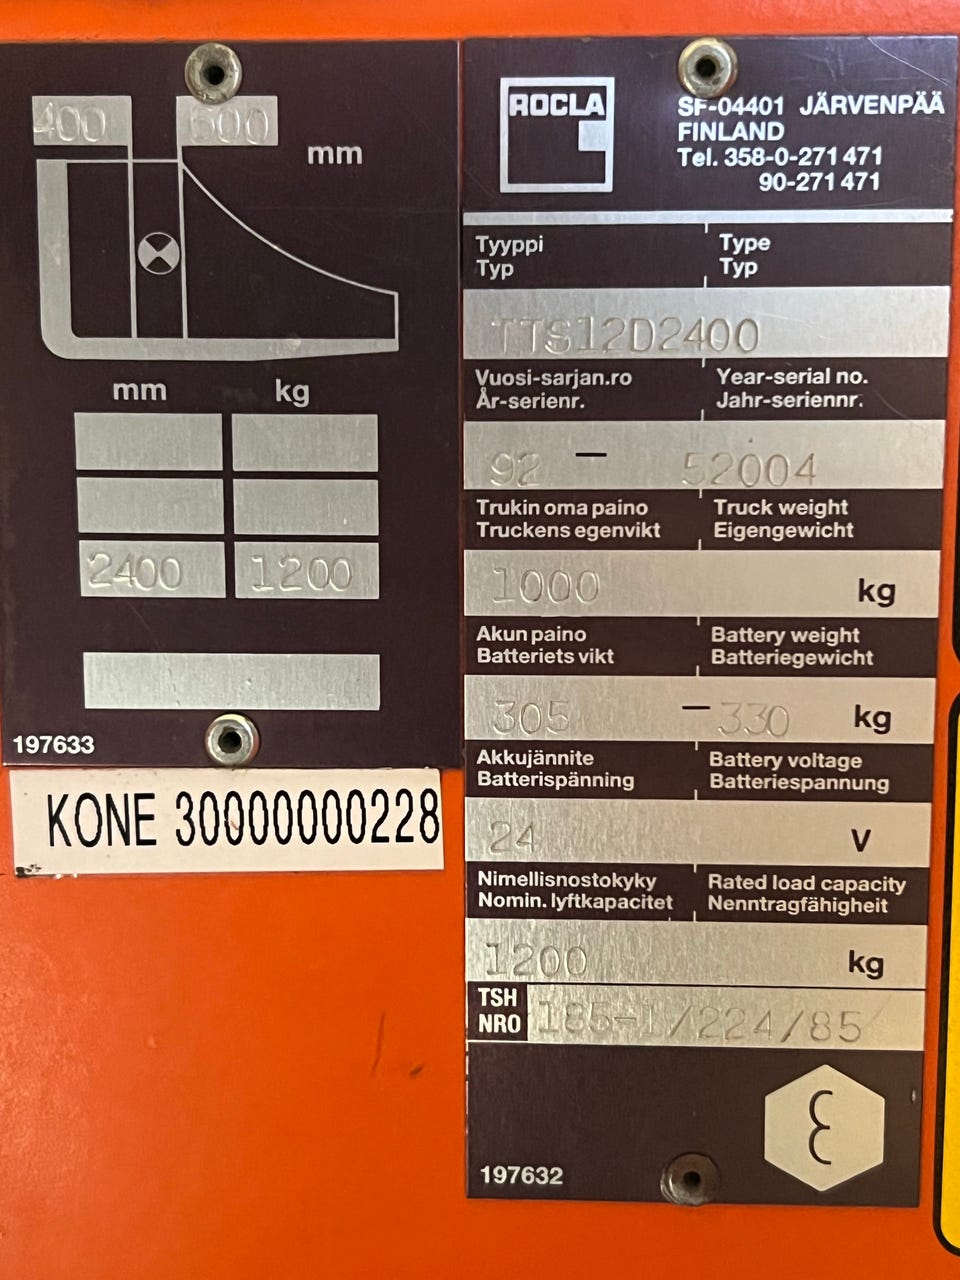 400 600
mm
mm kg
2400 1200
197633
KONE 30000000228
ROCLA
SF-04401 JÄRVENPÄÄ
FINLAND
Tel. 358-0-271 471
90-271 471
Tyyppi Type
Typ Typ
TTS12D2400
Vuosi-sarjan.ro Year-serial no.
År-serienr. Jahr-seriennr.
92 – 52004
Trukin oma paino Truck weight
Truckens egenvikt Eigengewicht
1000 kg
Akun paino Battery weight
Batteriets vikt Batteriegewicht
305 – 330 kg
Akkujännite Battery voltage
Batterispänning Batteriespannung
24 V
Nimellisnostokyky Rated load capacity
Nomin. lyftkapacitet Nenntragfähigheit
1200 kg
TSH
NRO 185-1/224/85
197632